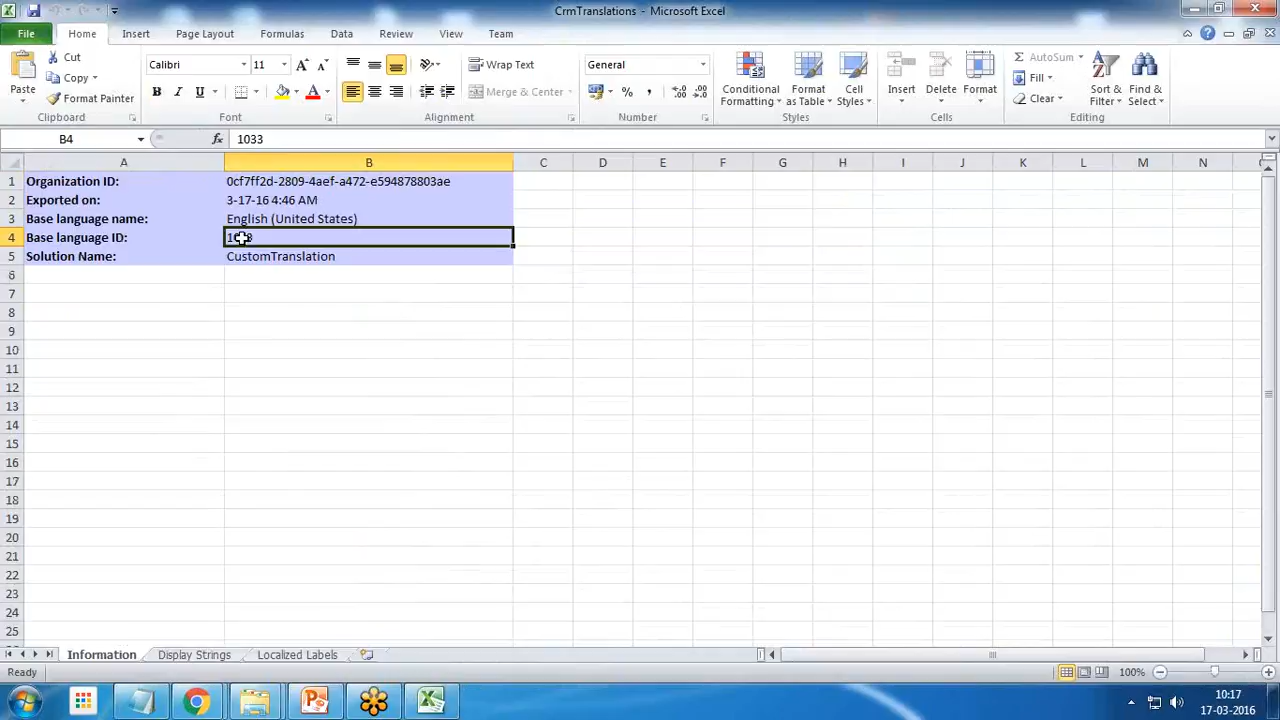 CrmTranslations - Microsoft Excel
File Home Insert Page Layout Formulas Data Review View Team
Paste
Cut
Copy
Format Painter
Clipboard
Calibri 11
B I U
Font
Wrap Text
Merge & Center
Alignment
General
%
Number
Conditional Formatting
Format as Table
Cell Styles
Styles
Insert
Delete
Format
Cells
AutoSum
Fill
Clear
Sort & Filter
Find & Select
Editing
B4 fx 1033
A B C D E F G H I J K L M N
1 Organization ID: 0cf7ff2d-2809-4aef-a472-e594878803ae
2 Exported on: 3-17-16 4:46 AM
3 Base language name: English (United States)
4 Base language ID: 1033
5 Solution Name: CustomTranslation
6
7
8
9
10
11
12
13
14
15
16
17
18
19
20
21
22
23
24
25
Information Display Strings Localized Labels
Ready 100%
10:17
17-03-2016